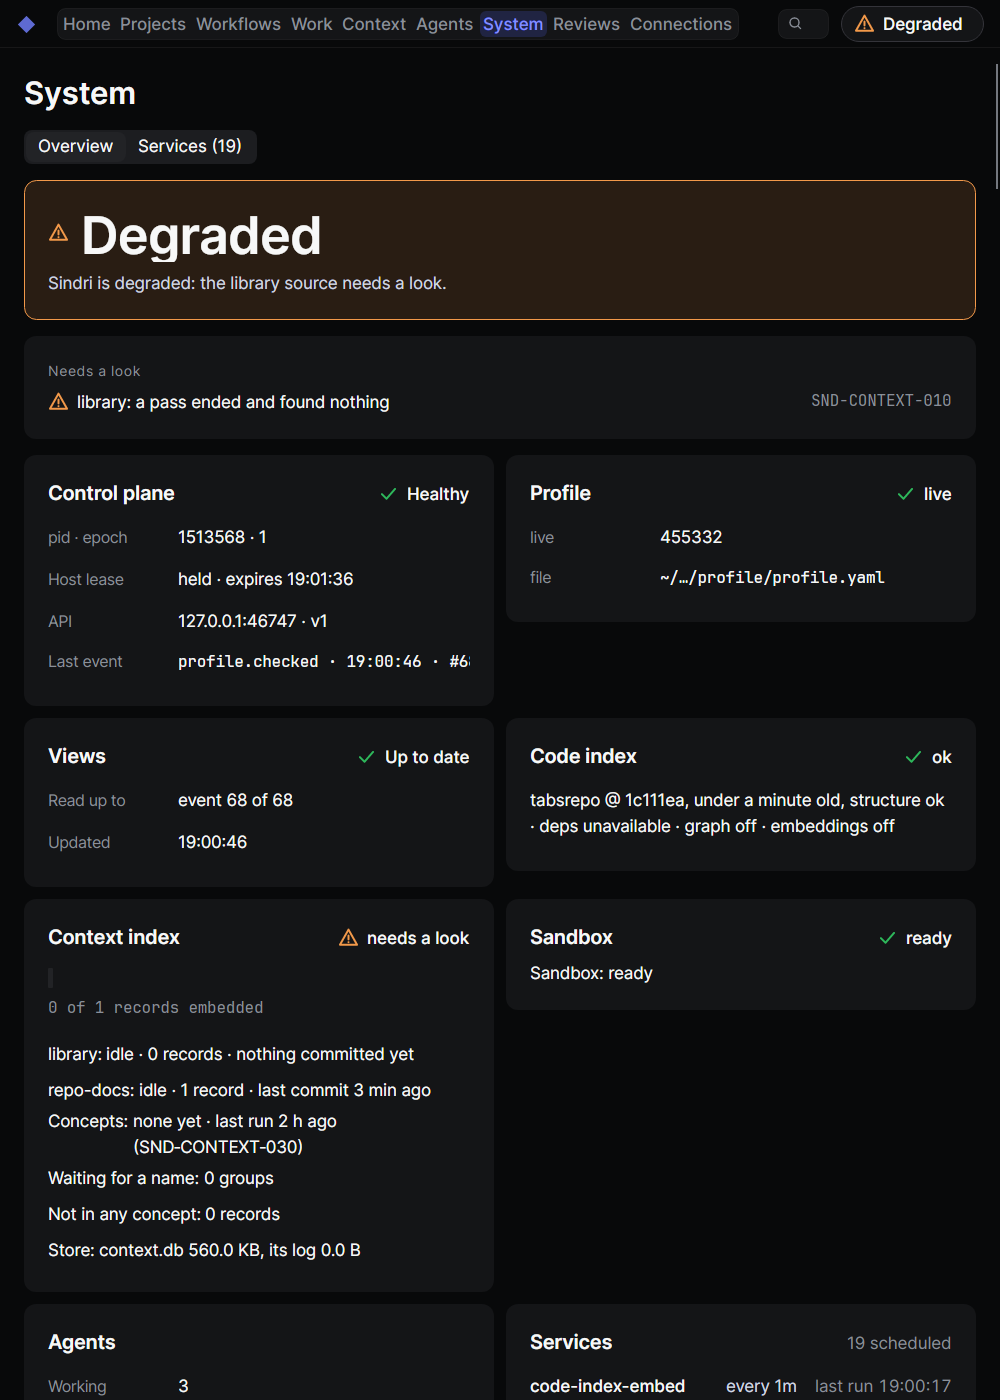 Home Projects Workflows Work Context Agents System Reviews Connections Degraded
System
Overview Services (19)
Degraded
Sindri is degraded: the library source needs a look.
Needs a look
library: a pass ended and found nothing SND-CONTEXT-010
Control plane Healthy
pid · epoch 1513568 · 1
Host lease held · expires 19:01:36
API 127.0.0.1:46747 · v1
Last event profile.checked · 19:00:46 ·
Profile live
live 455332
file ~/…/profile/profile.yaml
Views Up to date
Read up to event 68 of 68
Updated 19:00:46
Code index ok
tabsrepo @ 1c111ea, under a minute old, structure ok
· deps unavailable · graph off · embeddings off
Context index needs a look
0 of 1 records embedded
library: idle · 0 records · nothing committed yet
repo-docs: idle · 1 record · last commit 3 min ago
Concepts: none yet · last run 2 h ago
(SND-CONTEXT-030)
Waiting for a name: 0 groups
Not in any concept: 0 records
Store: context.db 560.0 KB, its log 0.0 B
Sandbox ready
Sandbox: ready
Agents
Working 3
Services 19 scheduled
code-index-embed every 1m last run 19:00:17